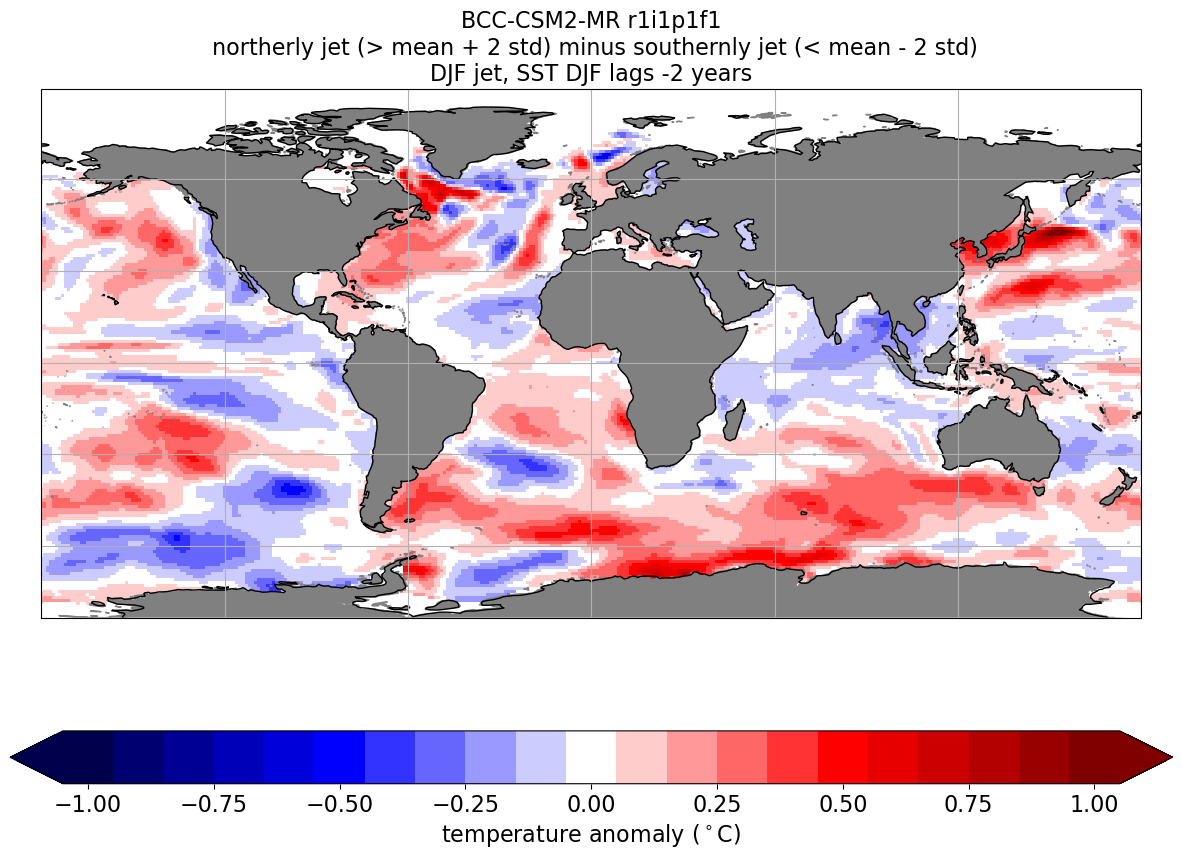 BCC-CSM2-MR r1i1p1f1
northerly jet (> mean + 2 std) minus southernly jet (< mean - 2 std)
DJF jet, SST DJF lags -2 years
−1.00 −0.75 −0.50 −0.25 0.00 0.25 0.50 0.75 1.00
temperature anomaly (°C)